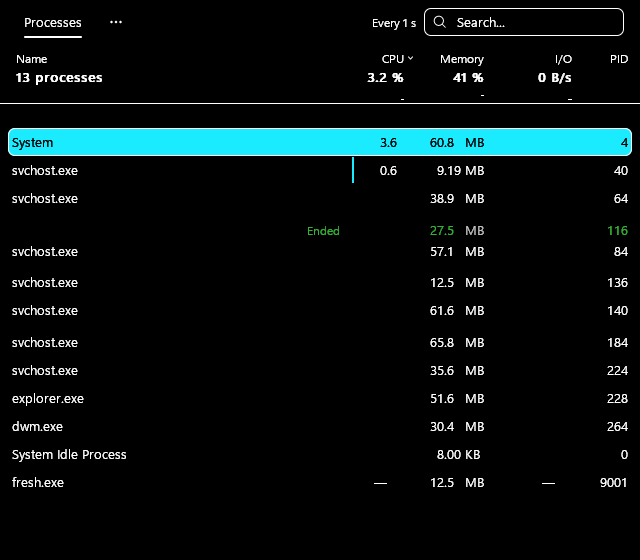 Processes ··· Every 1 s Search...
Name CPU Memory I/O PID
13 processes 3.2 % 41 % 0 B/s
- - -
System 3.6 60.8 MB 4
svchost.exe 0.6 9.19 MB 40
svchost.exe 38.9 MB 64
Ended 27.5 MB 116
svchost.exe 57.1 MB 84
svchost.exe 12.5 MB 136
svchost.exe 61.6 MB 140
svchost.exe 65.8 MB 184
svchost.exe 35.6 MB 224
explorer.exe 51.6 MB 228
dwm.exe 30.4 MB 264
System Idle Process 8.00 KB 0
fresh.exe — 12.5 MB — 9001